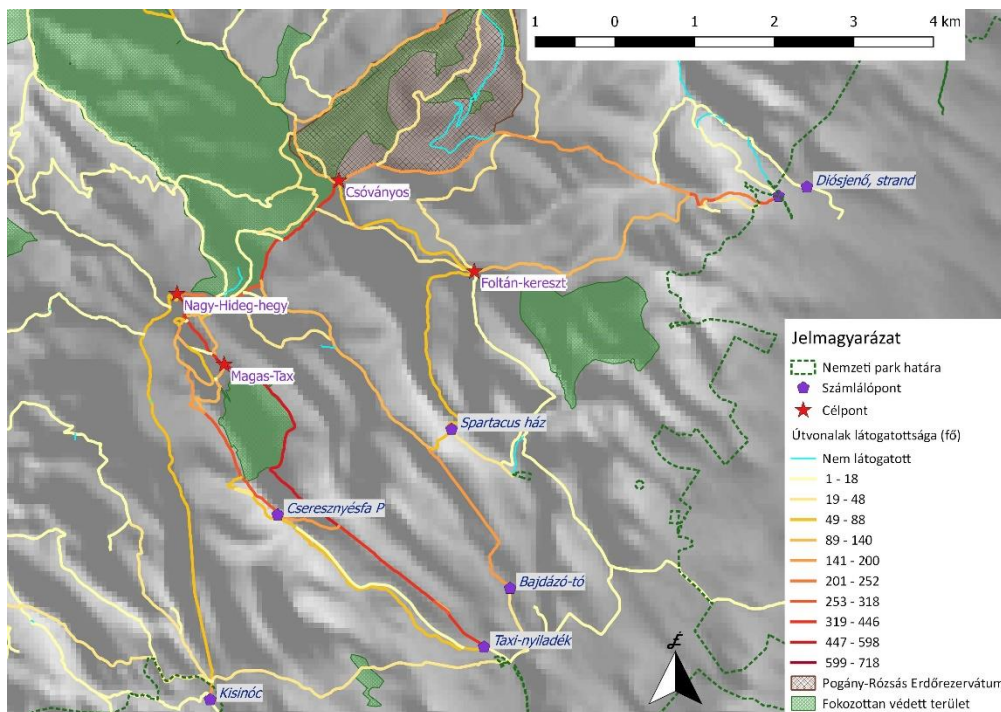 1 0 1 2 3 4 km
Diósjenő, strand
Csóványos
Foltán-kereszt
Nagy-Hideg-hegy
Magas-Tax
Spartacus ház
Cseresznyésfa P
Bajdázó-tó
Taxi-nyiladék
Kisinóc
Jelmagyarázat
Nemzeti park határa
Számlálópont
Célpont
Útvonalak látogatottsága (fő)
Nem látogatott
1 - 18
19 - 48
49 - 88
89 - 140
141 - 200
201 - 252
253 - 318
319 - 446
447 - 598
599 - 718
Pogány-Rózsás Erdőrezervátum
Fokozottan védett terület